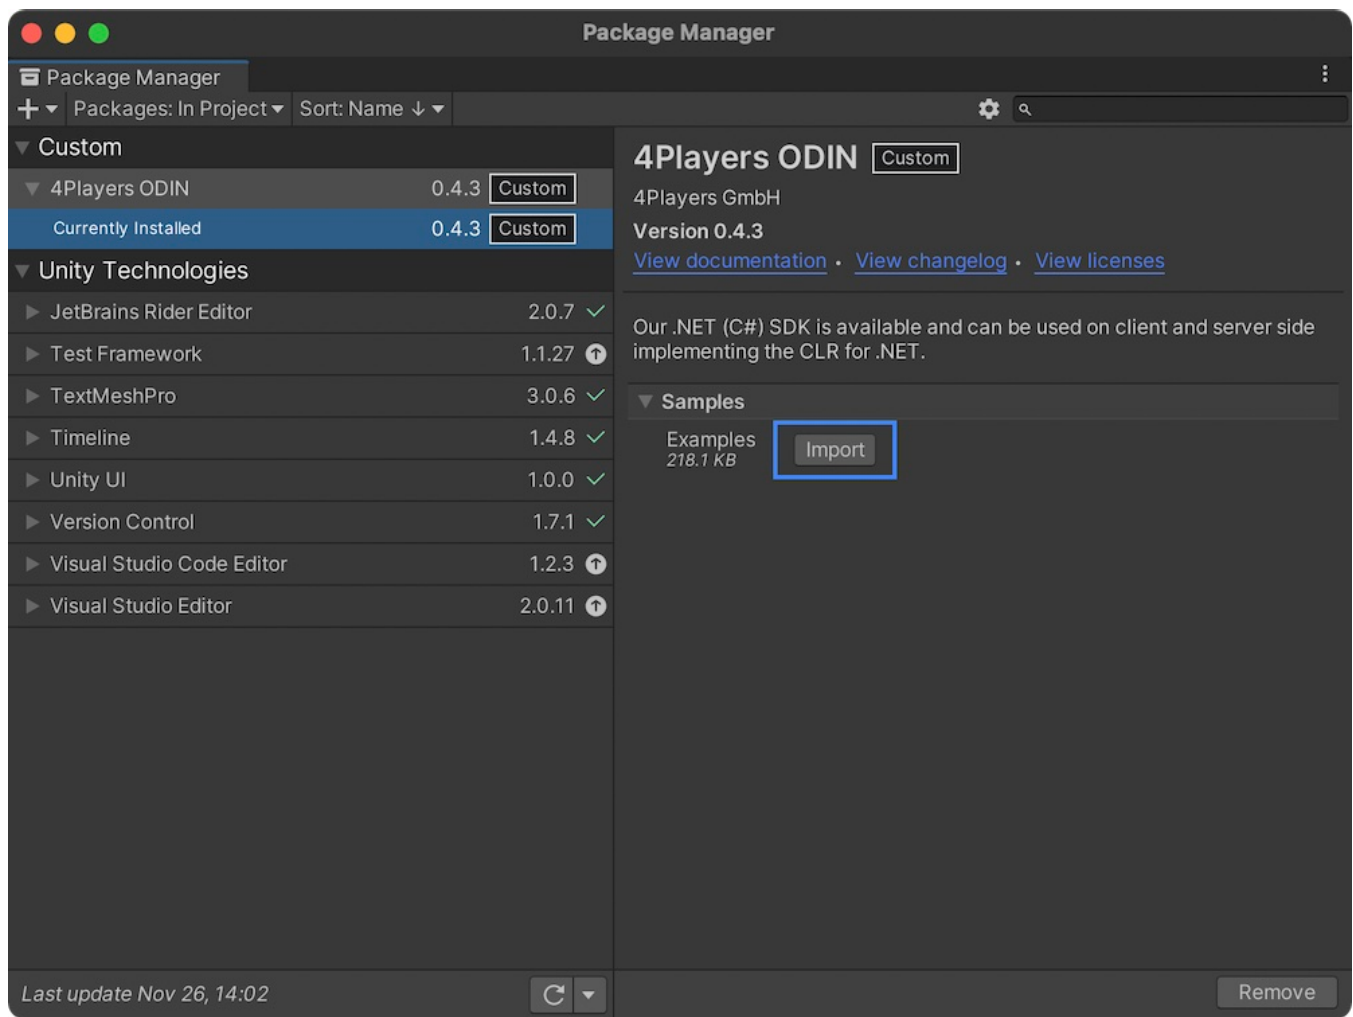 Package Manager
Package Manager
Packages: In Project Sort: Name ↓
Custom
4Players ODIN 0.4.3 Custom
Currently Installed 0.4.3 Custom
Unity Technologies
JetBrains Rider Editor 2.0.7
Test Framework 1.1.27
TextMeshPro 3.0.6
Timeline 1.4.8
Unity UI 1.0.0
Version Control 1.7.1
Visual Studio Code Editor 1.2.3
Visual Studio Editor 2.0.11
Last update Nov 26, 14:02
4Players ODIN Custom
4Players GmbH
Version 0.4.3
View documentation • View changelog • View licenses
Our .NET (C#) SDK is available and can be used on client and server side
implementing the CLR for .NET.
Samples
Examples Import
218.1 KB
Remove